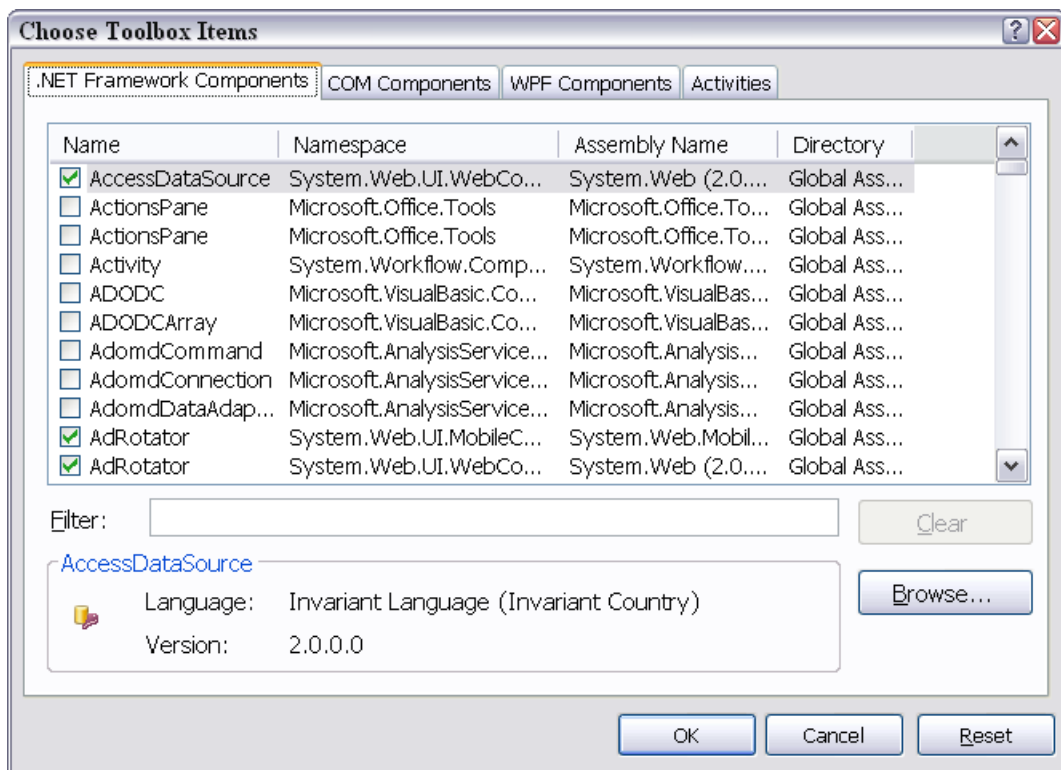 Choose Toolbox Items
.NET Framework Components COM Components WPF Components Activities
Name Namespace Assembly Name Directory
AccessDataSource System.Web.UI.WebCo... System.Web (2.0.... Global Ass...
ActionsPane Microsoft.Office.Tools Microsoft.Office.To... Global Ass...
ActionsPane Microsoft.Office.Tools Microsoft.Office.To... Global Ass...
Activity System.Workflow.Comp... System.Workflow.... Global Ass...
ADODC Microsoft.VisualBasic.Co... Microsoft.VisualBas... Global Ass...
ADODCArray Microsoft.VisualBasic.Co... Microsoft.VisualBas... Global Ass...
AdomdCommand Microsoft.AnalysisService... Microsoft.Analysis... Global Ass...
AdomdConnection Microsoft.AnalysisService... Microsoft.Analysis... Global Ass...
AdomdDataAdap... Microsoft.AnalysisService... Microsoft.Analysis... Global Ass...
AdRotator System.Web.UI.MobileC... System.Web.Mobil... Global Ass...
AdRotator System.Web.UI.WebCo... System.Web (2.0.... Global Ass...
Filter: Clear
AccessDataSource
Language: Invariant Language (Invariant Country) Browse...
Version: 2.0.0.0
OK Cancel Reset